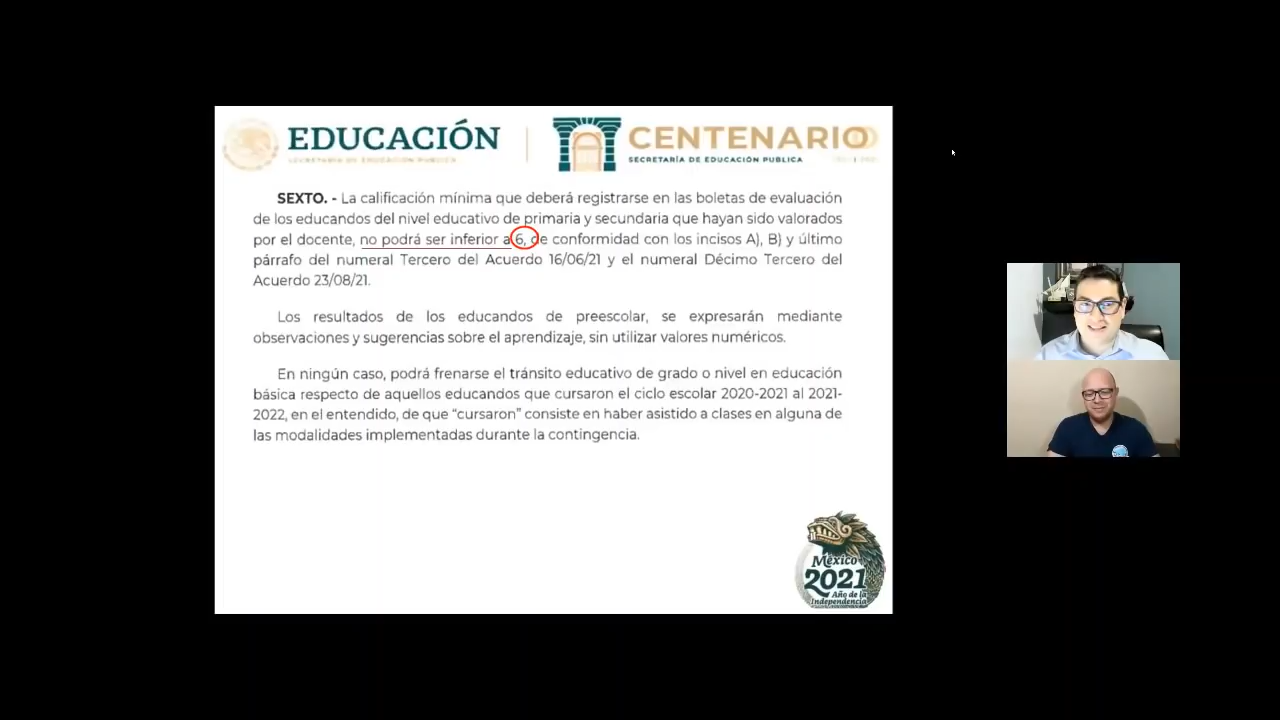 EDUCACIÓN
SECRETARÍA DE EDUCACIÓN PÚBLICA
CENTENARIO
SECRETARÍA DE EDUCACIÓN PUBLICA
SEXTO. - La calificación mínima que deberá registrarse en las boletas de evaluación
de los educandos del nivel educativo de primaria y secundaria que hayan sido valorados
por el docente, no podrá ser inferior a 6, de conformidad con los incisos A), B) y último
párrafo del numeral Tercero del Acuerdo 16/06/21 y el numeral Décimo Tercero del
Acuerdo 23/08/21.
Los resultados de los educandos de preescolar, se expresarán mediante
observaciones y sugerencias sobre el aprendizaje, sin utilizar valores numéricos.
En ningún caso, podrá frenarse el tránsito educativo de grado o nivel en educación
básica respecto de aquellos educandos que cursaron el ciclo escolar 2020-2021 al 2021-
2022, en el entendido, de que “cursaron” consiste en haber asistido a clases en alguna de
las modalidades implementadas durante la contingencia.
México
2021
Año de la
Independencia